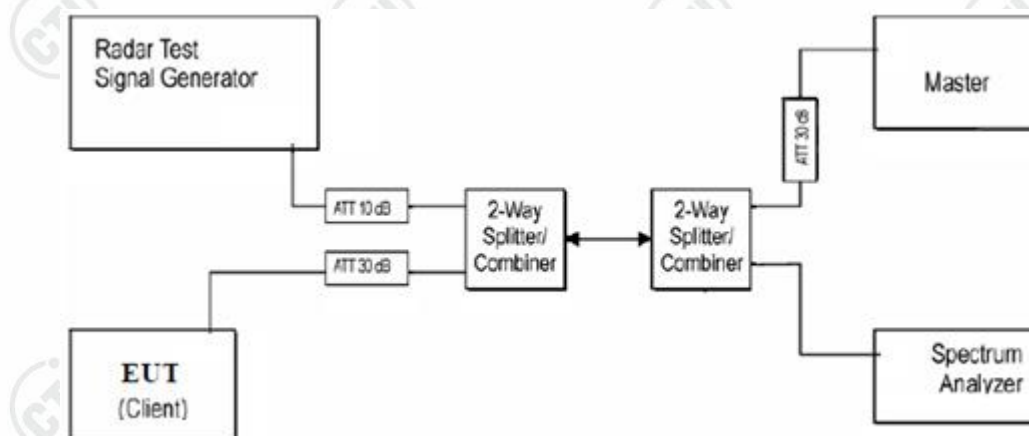 Radar Test
Signal Generator
Master
ATT 30 dB
ATT 10 dB
2-Way
Splitter/
Combiner
2-Way
Splitter/
Combiner
ATT 30 dB
EUT
(Client)
Spectrum
Analyzer